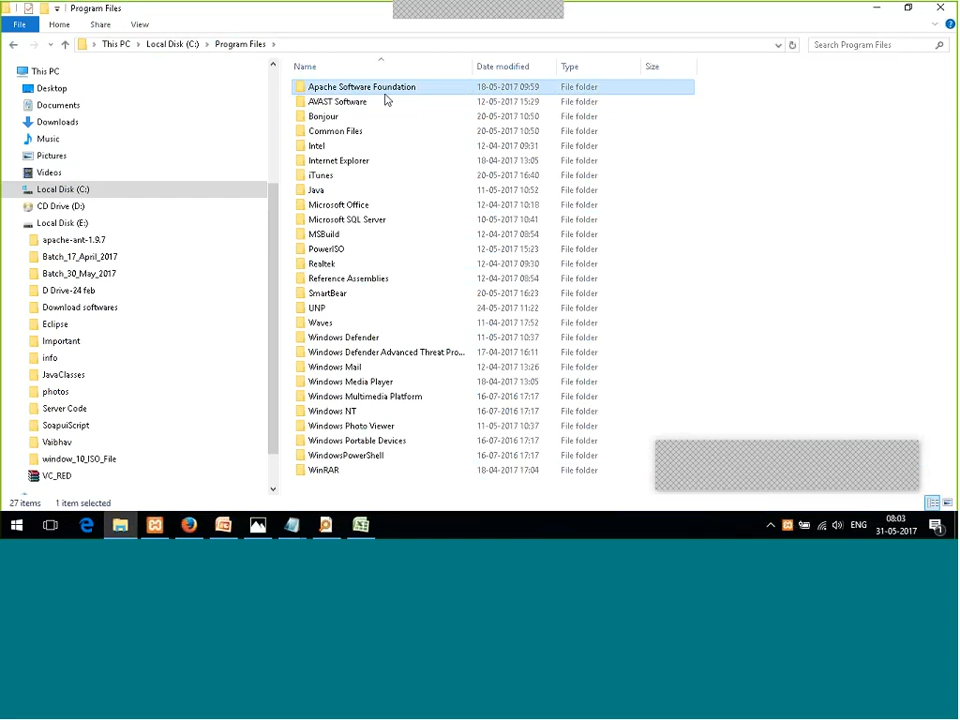 Program Files
File Home Share View
This PC > Local Disk (C:) > Program Files > Search Program Files
This PC
Desktop
Documents
Downloads
Music
Pictures
Videos
Local Disk (C:)
CD Drive (D:)
Local Disk (E:)
apache-ant-1.9.7
Batch_17_April_2017
Batch_30_May_2017
D Drive-24 feb
Download softwares
Eclipse
Important
info
JavaClasses
photos
Server Code
SoapuiScript
Vaibhav
window_10_ISO_File
VC_RED
Name Date modified Type Size
Apache Software Foundation 18-05-2017 09:59 File folder
AVAST Software 12-05-2017 15:29 File folder
Bonjour 20-05-2017 10:50 File folder
Common Files 20-05-2017 10:50 File folder
Intel 12-04-2017 09:31 File folder
Internet Explorer 18-04-2017 13:05 File folder
iTunes 20-05-2017 16:40 File folder
Java 11-05-2017 10:52 File folder
Microsoft Office 12-04-2017 10:18 File folder
Microsoft SQL Server 10-05-2017 10:41 File folder
MSBuild 12-04-2017 08:54 File folder
PowerISO 12-05-2017 15:23 File folder
Realtek 12-04-2017 09:30 File folder
Reference Assemblies 12-04-2017 08:54 File folder
SmartBear 20-05-2017 16:23 File folder
UNP 24-05-2017 11:22 File folder
Waves 11-04-2017 17:52 File folder
Windows Defender 11-05-2017 10:37 File folder
Windows Defender Advanced Threat Pro... 17-04-2017 16:11 File folder
Windows Mail 12-04-2017 13:26 File folder
Windows Media Player 18-04-2017 13:05 File folder
Windows Multimedia Platform 16-07-2016 17:17 File folder
Windows NT 16-07-2016 17:17 File folder
Windows Photo Viewer 11-05-2017 10:37 File folder
Windows Portable Devices 16-07-2016 17:17 File folder
WindowsPowerShell 16-07-2016 17:17 File folder
WinRAR 18-04-2017 17:04 File folder
27 items 1 item selected
ENG 08:03
31-05-2017